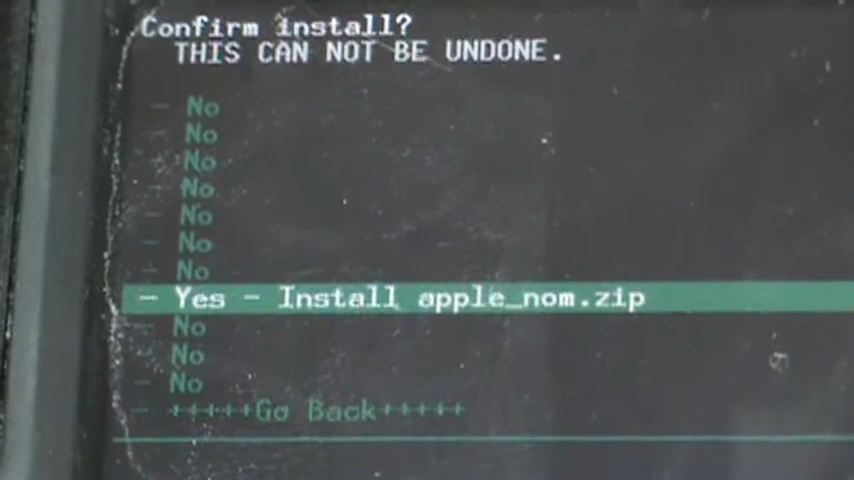 Confirm install?
THIS CAN NOT BE UNDONE.
— No
— No
— No
— No
— No
— No
— No
— Yes — Install apple_nom.zip
— No
— No
— No
— +++++Go Back+++++